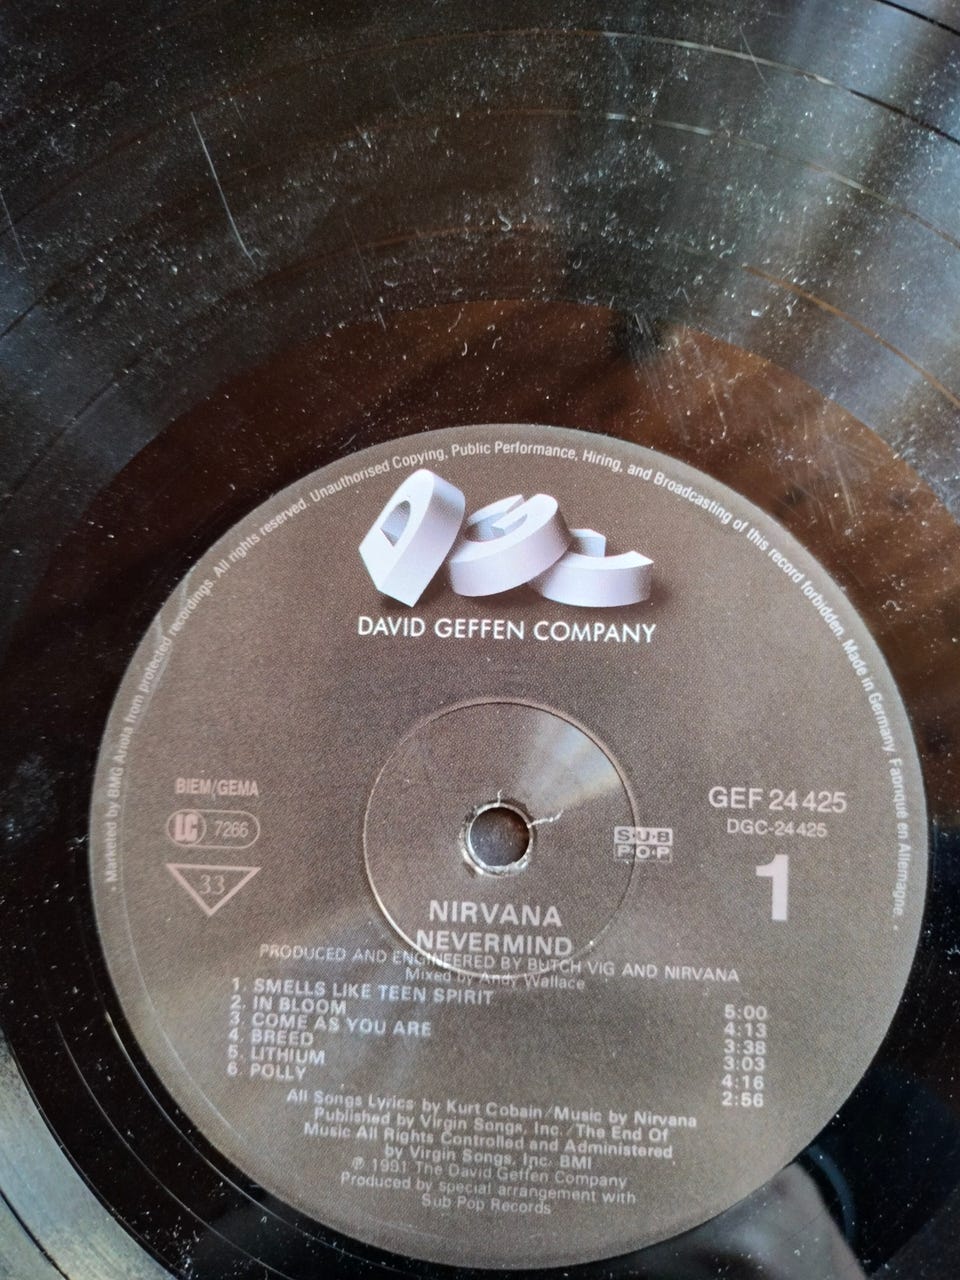 Marketed by BMG Ariola from protected recordings. All rights reserved. Unauthorised Copying, Public Performance, Hiring, and Broadcasting of this record forbidden. Made in Germany. Fabriqué en Allemagne.
DGC
DAVID GEFFEN COMPANY
BIEM/GEMA
LC 7266
33
GEF 24 425
DGC-24 425
SUB
POP
1
NIRVANA
NEVERMIND
PRODUCED AND ENGINEERED BY BUTCH VIG AND NIRVANA
Mixed by Andy Wallace
1. SMELLS LIKE TEEN SPIRIT 5:00
2. IN BLOOM 4:13
3. COME AS YOU ARE 3:38
4. BREED 3:03
5. LITHIUM 4:16
6. POLLY 2:56
All Songs Lyrics by Kurt Cobain/Music by Nirvana
Published by Virgin Songs, Inc./The End Of
Music All Rights Controlled and Administered
by Virgin Songs, Inc. BMI
℗ 1991 The David Geffen Company
Produced by special arrangement with
Sub Pop Records